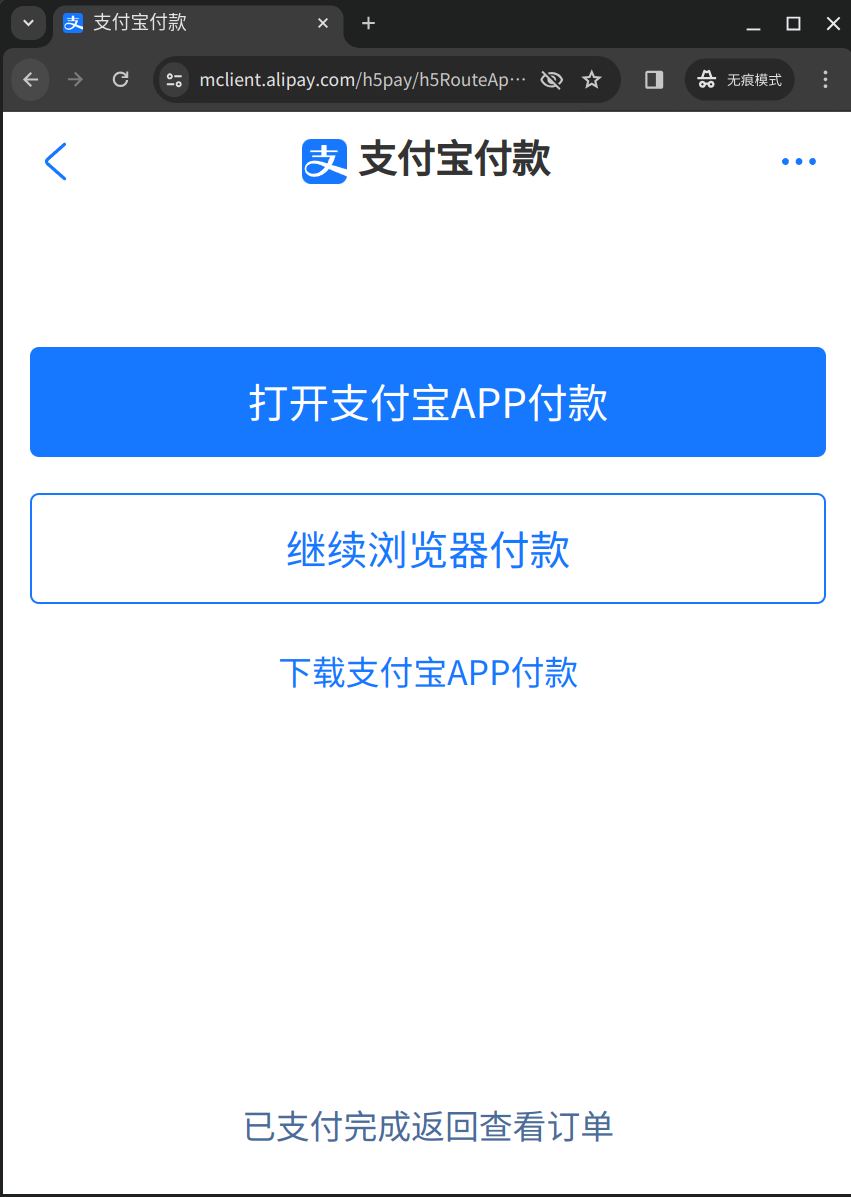 支付宝付款
mclient.alipay.com/h5pay/h5RouteAp…
无痕模式
支 支付宝付款
打开支付宝APP付款
继续浏览器付款
下载支付宝APP付款
已支付完成返回查看订单